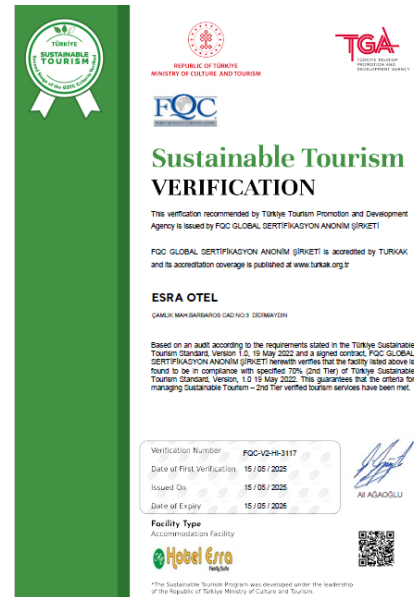 TÜRKİYE
SUSTAINABLE
TOURISM
REPUBLIC OF TÜRKİYE
MINISTRY OF CULTURE AND TOURISM
TGA
TÜRKİYE TOURISM
PROMOTION AND
DEVELOPMENT AGENCY
FQC
Sustainable Tourism
VERIFICATION
This verification recommended by Türkiye Tourism Promotion and Development
Agency is issued by FQC GLOBAL SERTİFİKASYON ANONİM ŞİRKETİ
FQC GLOBAL SERTİFİKASYON ANONİM ŞİRKETİ is accredited by TURKAK
and its accreditation coverage is published at www.turkak.org.tr
ESRA OTEL
ÇAMLIK MAH.BARBAROS CAD NO:3 DİDİM/AYDIN
Based on an audit according to the requirements stated in the Türkiye Sustainable
Tourism Standard, Version 1.0, 19 May 2022 and a signed contract, FQC GLOBAL
SERTİFİKASYON ANONİM ŞİRKETİ herewith verifies that the facility listed above is
found to be in compliance with specified 70% (2nd Tier) of Türkiye Sustainable
Tourism Standard, Version, 1.0 19 May 2022. This guarantees that the criteria for
managing Sustainable Tourism – 2nd Tier verified tourism services have been met.
Verification Number FQC-V2-HI-3117
Date of First Verification 15 / 05 / 2025
Issued On 15 / 05 / 2025
Date of Expiry 15 / 05 / 2026
Ali AĞAOĞLU
Facility Type
Accommodation Facility
Hotel Esra
Family Suite
*The Sustainable Tourism Program was developed under the leadership
of the Republic of Türkiye Ministry of Culture and Tourism.